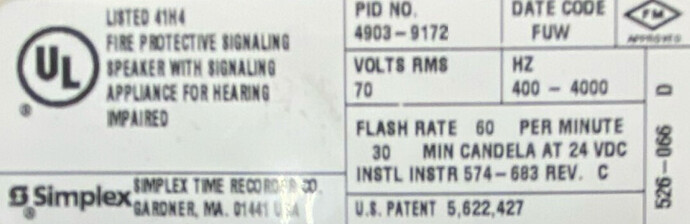 LISTED 41H4
FIRE PROTECTIVE SIGNALING
SPEAKER WITH SIGNALING
APPLIANCE FOR HEARING
IMPAIRED
UL
®
Simplex
SIMPLEX TIME RECORDER CO.
GARDNER, MA. 01441 USA
PID NO.
4903-9172
DATE CODE
FUW
FM
APPROVED
VOLTS RMS
70
HZ
400 - 4000
FLASH RATE 60 PER MINUTE
30 MIN CANDELA AT 24 VDC
INSTL INSTR 574-683 REV. C
U.S. PATENT 5,622,427
526-066 D